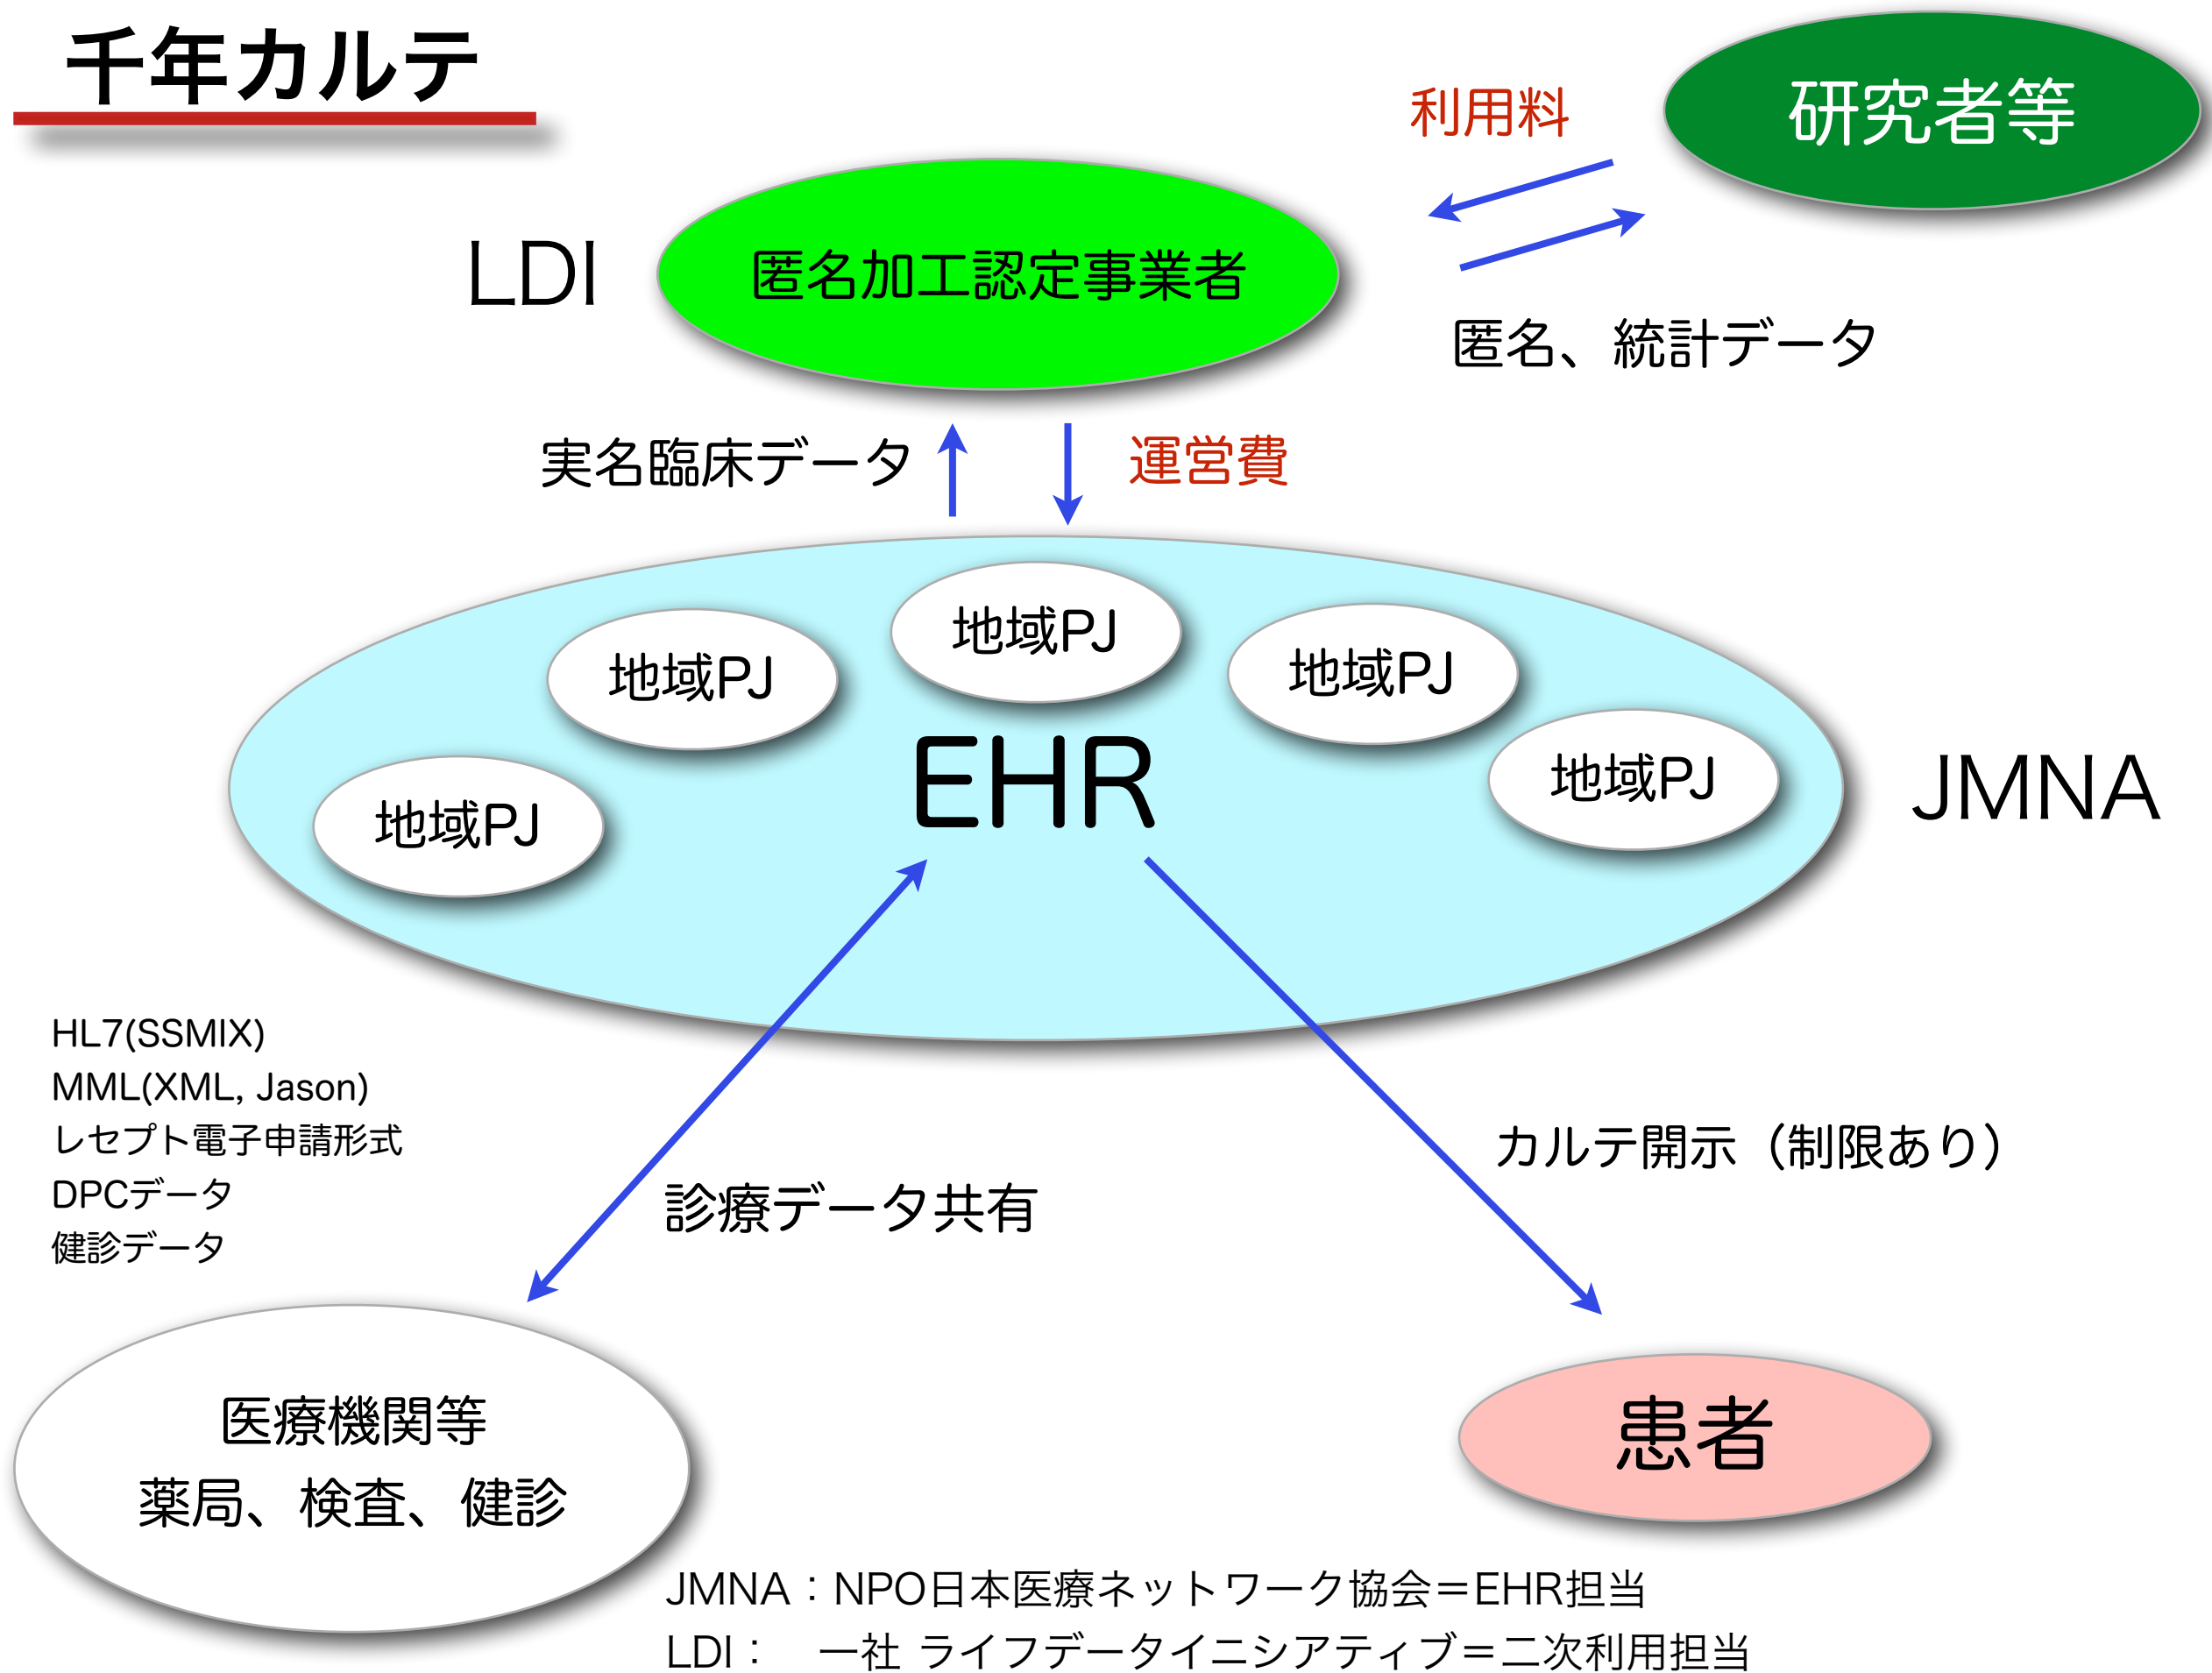 千年カルテ
利用料
研究者等
LDI
匿名加工認定事業者
匿名、統計データ
実名臨床データ
運営費
地域PJ
地域PJ
地域PJ
地域PJ
地域PJ
EHR
JMNA
HL7(SSMIX)
MML(XML, Jason)
レセプト電子申請形式
DPCデータ
健診データ
診療データ共有
カルテ開示（制限あり）
医療機関等
薬局、検査、健診
患者
JMNA：NPO日本医療ネットワーク協会＝EHR担当
LDI：　一社 ライフデータイニシアティブ＝二次利用担当